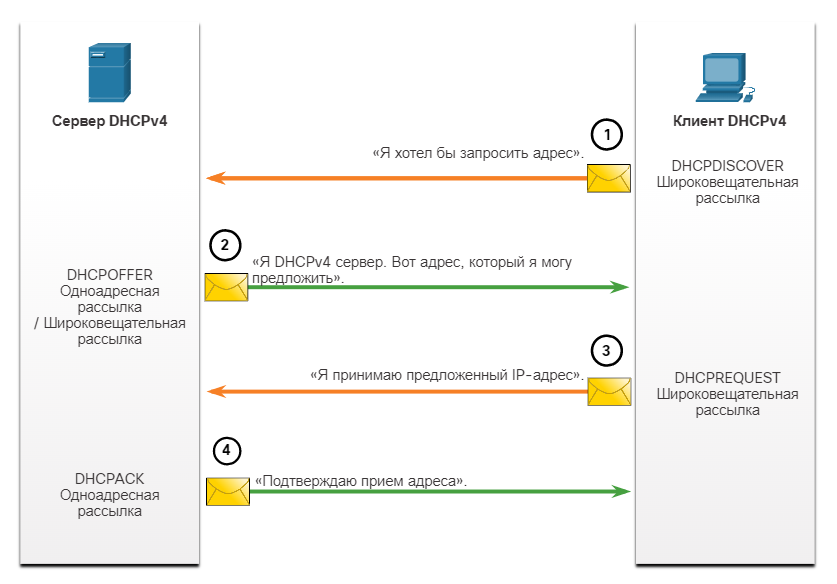 Сервер DHCPv4
Клиент DHCPv4
1
«Я хотел бы запросить адрес».
DHCPDISCOVER
Широковещательная
рассылка
2
«Я DHCPv4 сервер. Вот адрес, который я могу
предложить».
DHCPOFFER
Одноадресная
рассылка
/ Широковещательная
рассылка
3
«Я принимаю предложенный IP-адрес».
DHCPREQUEST
Широковещательная
рассылка
4
«Подтверждаю прием адреса».
DHCPACK
Одноадресная
рассылка